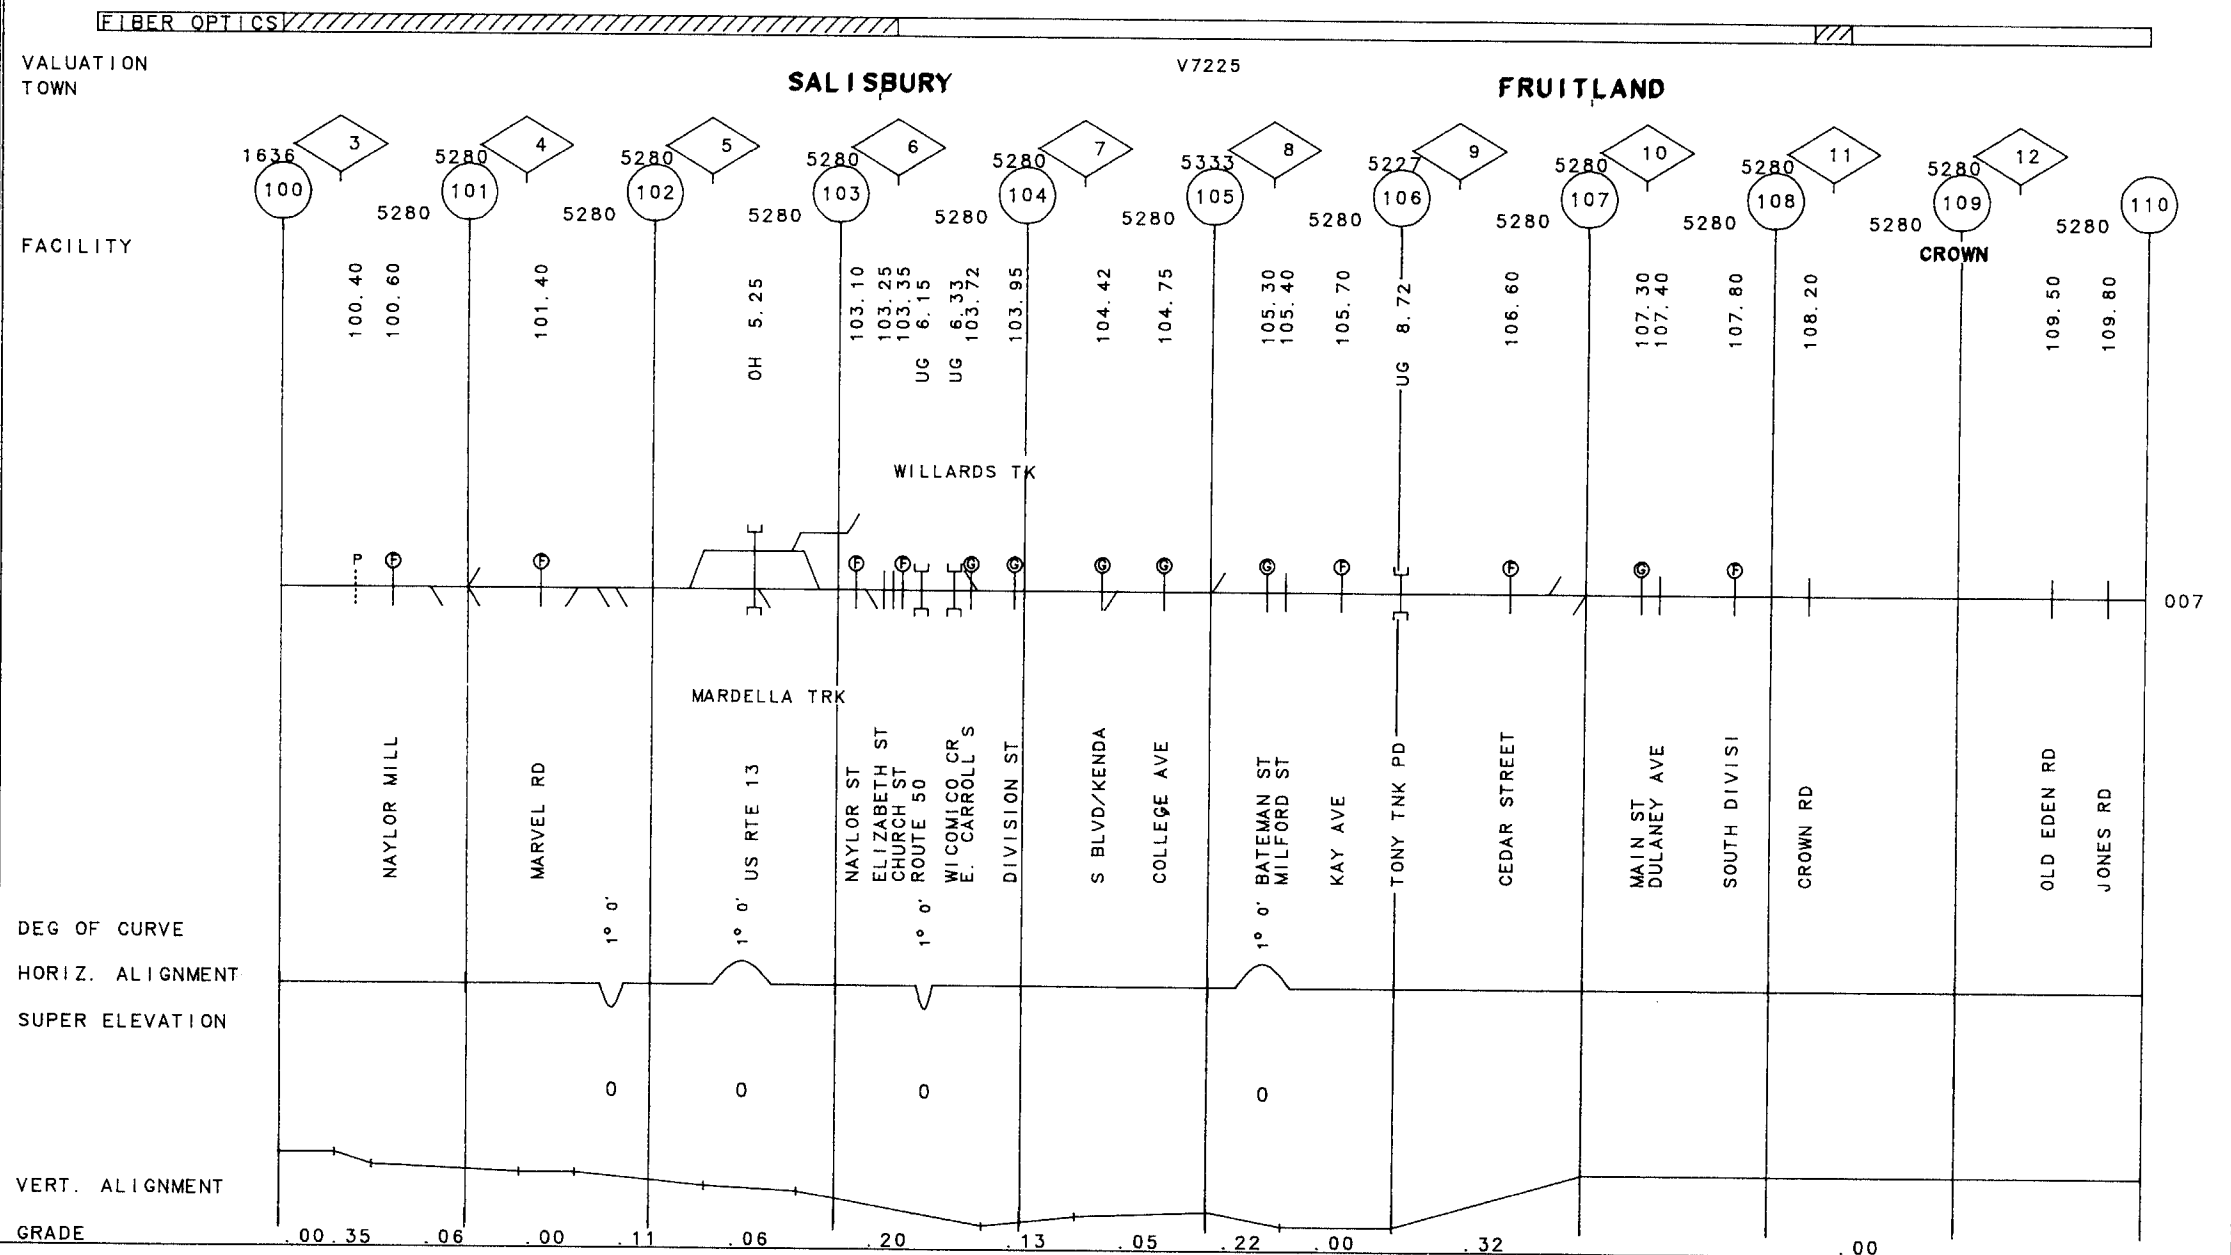 FIBER OPTICS
VALUATION V7225
TOWN SALISBURY FRUITLAND
3 4 5 6 7 8 9 10 11 12
1636 5280 5280 5280 5280 5333 5227 5280 5280 5280
100 101 102 103 104 105 106 107 108 109 110
5280 5280 5280 5280 5280 5280 5280 5280 5280 5280
FACILITY CROWN
100.40
100.60
101.40
OH 5.25
103.10
103.25
103.35
UG 6.15
UG 6.33
103.72
103.95
104.42
104.75
105.30
105.40
105.70
UG 8.72
106.60
107.30
107.40
107.80
108.20
109.50
109.80
WILLARDS TK
P F F F F G G G G G F F G F
007
MARDELLA TRK
NAYLOR MILL
MARVEL RD
US RTE 13
NAYLOR ST
ELIZABETH ST
CHURCH ST
ROUTE 50
WICOMICO CR
E. CARROLL S
DIVISION ST
S BLVD/KENDA
COLLEGE AVE
BATEMAN ST
MILFORD ST
KAY AVE
TONY TNK PD
CEDAR STREET
MAIN ST
DULANEY AVE
SOUTH DIVISI
CROWN RD
OLD EDEN RD
JONES RD
DEG OF CURVE 1° 0' 1° 0' 1° 0' 1° 0'
HORIZ. ALIGNMENT
SUPER ELEVATION
0 0 0 0
VERT. ALIGNMENT
GRADE .00 .35 .06 .00 .11 .06 .20 .13 .05 .22 .00 .32 .00